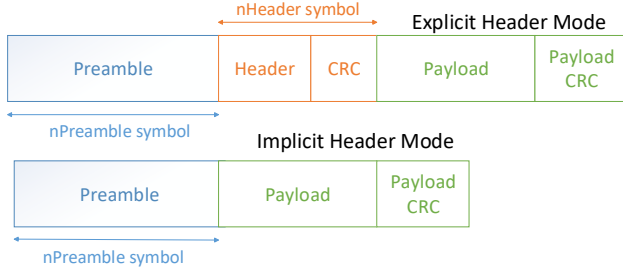 nHeader symbol
Explicit Header Mode
Preamble
Header
CRC
Payload
Payload
CRC
nPreamble symbol
Implicit Header Mode
Preamble
Payload
Payload
CRC
nPreamble symbol